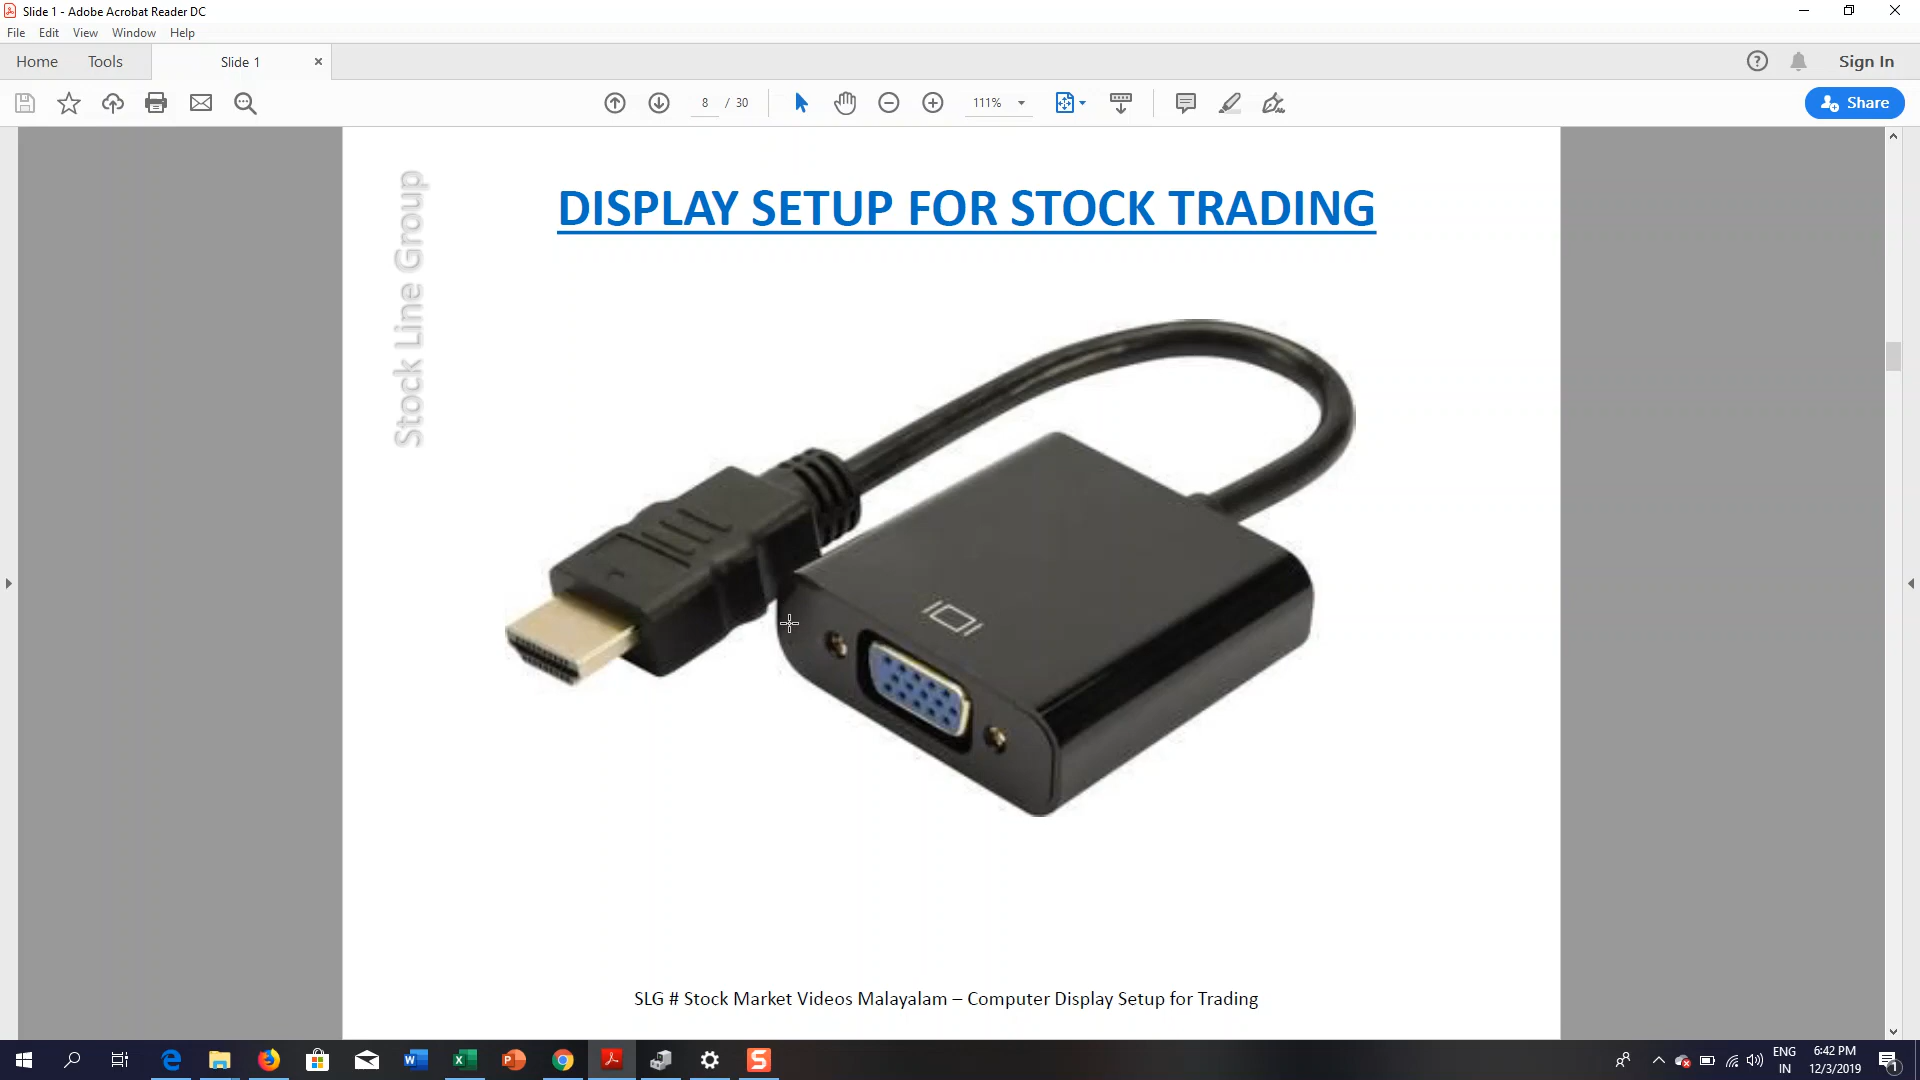 Slide 1 - Adobe Acrobat Reader DC
File Edit View Window Help
Home Tools Slide 1 Sign In
8 / 30 111% Share
DISPLAY SETUP FOR STOCK TRADING
Stock Line Group
SLG # Stock Market Videos Malayalam – Computer Display Setup for Trading
ENG 6:42 PM
IN 12/3/2019 1